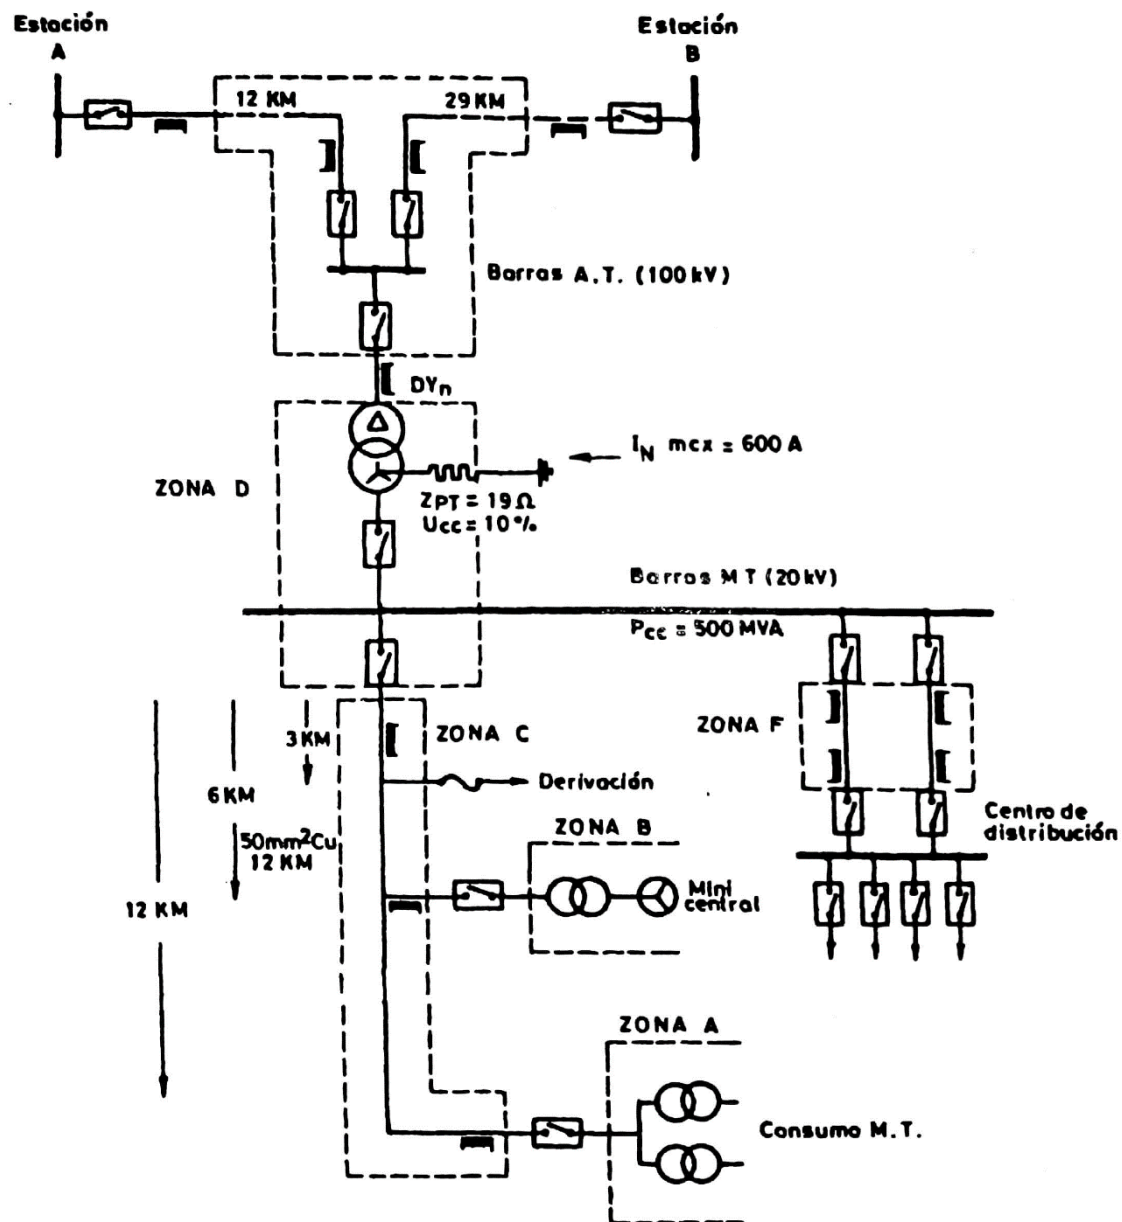 Estación
A
Estación
B
12 KM
29 KM
Barras A.T. (100 kV)
DYn
IN mcx = 600 A
ZONA D
ZPT = 19 Ω
Ucc = 10 %
Barras MT (20 kV)
Pcc = 500 MVA
3 KM
ZONA C
ZONA F
Derivación
6 KM
50mm²Cu
12 KM
Centro de
distribución
ZONA B
Mini
central
12 KM
ZONA A
Consumo M.T.